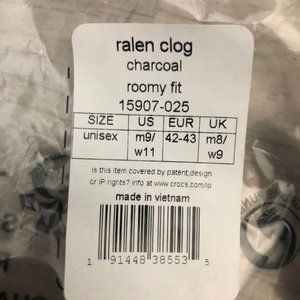 ralen clog
charcoal
roomy fit
15907-025
SIZE US EUR UK
unisex m9/ 42-43 m8/
w11 w9
Is this item covered by patent,design
or IP rights? Info at www.crocs.com/ip
made in vietnam
1 91448 38553 5